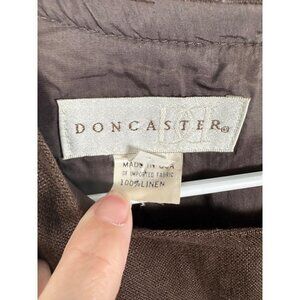 DONCASTER®
MADE IN USA
OF IMPORTED FABRIC
100% LINEN